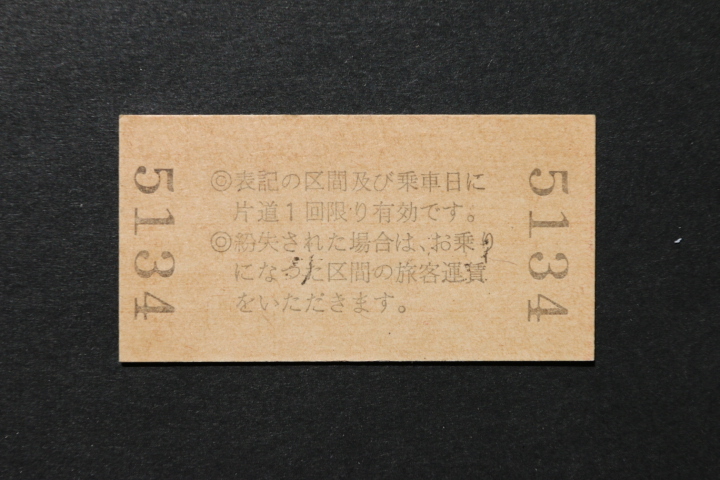 5134
◎表記の区間及び乗車日に
片道1回限り有効です。
◎紛失された場合は、お乗り
になつた区間の旅客運賃
をいただきます。
5134